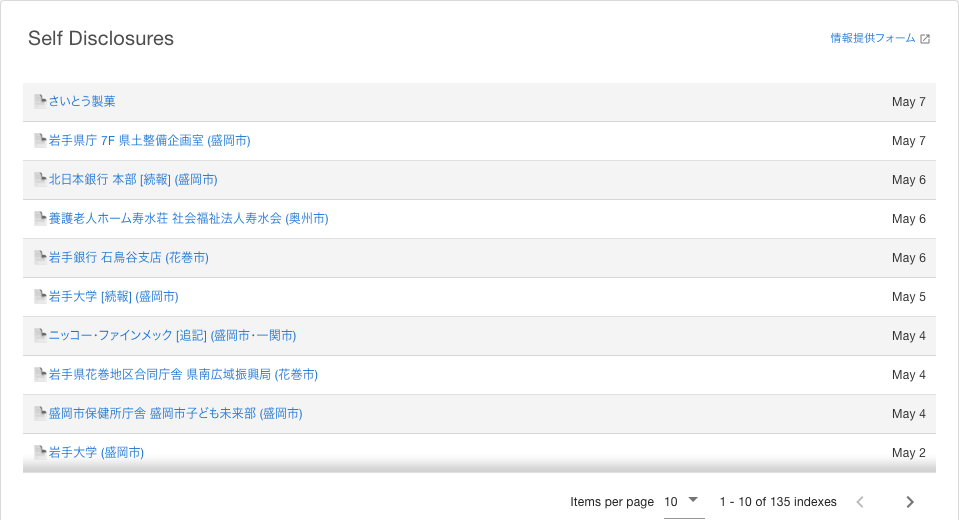 Self Disclosures
情報提供フォーム
さいとう製菓 May 7
岩手県庁 7F 県土整備企画室 (盛岡市) May 7
北日本銀行 本部 [続報] (盛岡市) May 6
養護老人ホーム寿水荘 社会福祉法人寿水会 (奥州市) May 6
岩手銀行 石鳥谷支店 (花巻市) May 6
岩手大学 [続報] (盛岡市) May 5
ニッコー・ファインメック [追記] (盛岡市・一関市) May 4
岩手県花巻地区合同庁舎 県南広域振興局 (花巻市) May 4
盛岡市保健所庁舎 盛岡市子ども未来部 (盛岡市) May 4
岩手大学 (盛岡市) May 2
Items per page 10 1 - 10 of 135 indexes